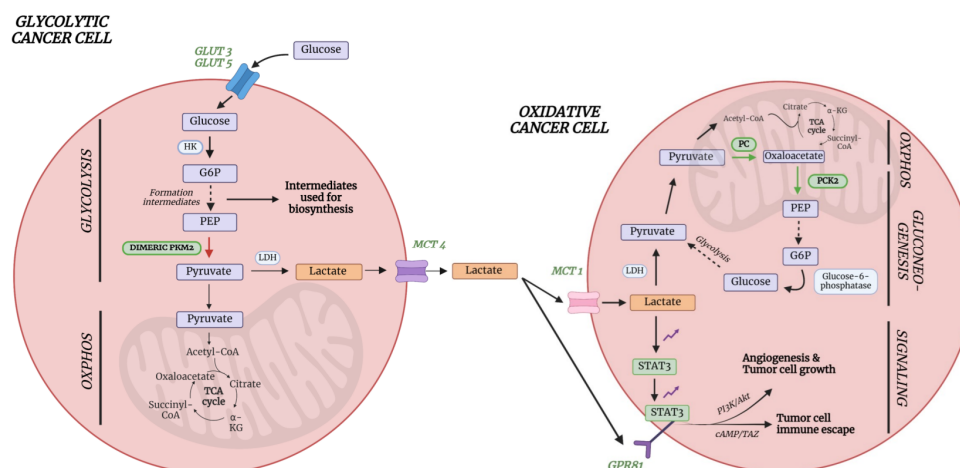 GLYCOLYTIC
CANCER CELL
GLUT 3
GLUT 5
Glucose
GLYCOLYSIS
Glucose
HK
G6P
Formation
intermediates
Intermediates
used for
biosynthesis
PEP
DIMERIC PKM2
LDH
Pyruvate
Lactate
MCT 4
Lactate
OXPHOS
Pyruvate
Acetyl-CoA
Oxaloacetate
Citrate
TCA
cycle
Succinyl-
CoA
α-
KG
OXIDATIVE
CANCER CELL
MCT 1
Acetyl-CoA
Citrate
α-KG
TCA
cycle
Succinyl-
CoA
Pyruvate
PC
Oxaloacetate
OXPHOS
PCK2
PEP
Pyruvate
Glycolysis
G6P
Glucose
Glucose-6-
phosphatase
GLUCONEO-
GENESIS
LDH
Lactate
STAT3
STAT3
GPR81
PI3K/Akt
cAMP/TAZ
Angiogenesis &
Tumor cell growth
Tumor cell
immune escape
SIGNALING